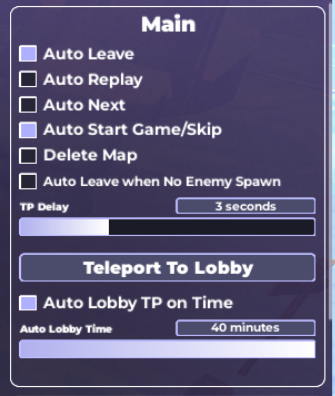 Main
Auto Leave
Auto Replay
Auto Next
Auto Start Game/Skip
Delete Map
Auto Leave when No Enemy Spawn
TP Delay 3 seconds
Teleport To Lobby
Auto Lobby TP on Time
Auto Lobby Time 40 minutes